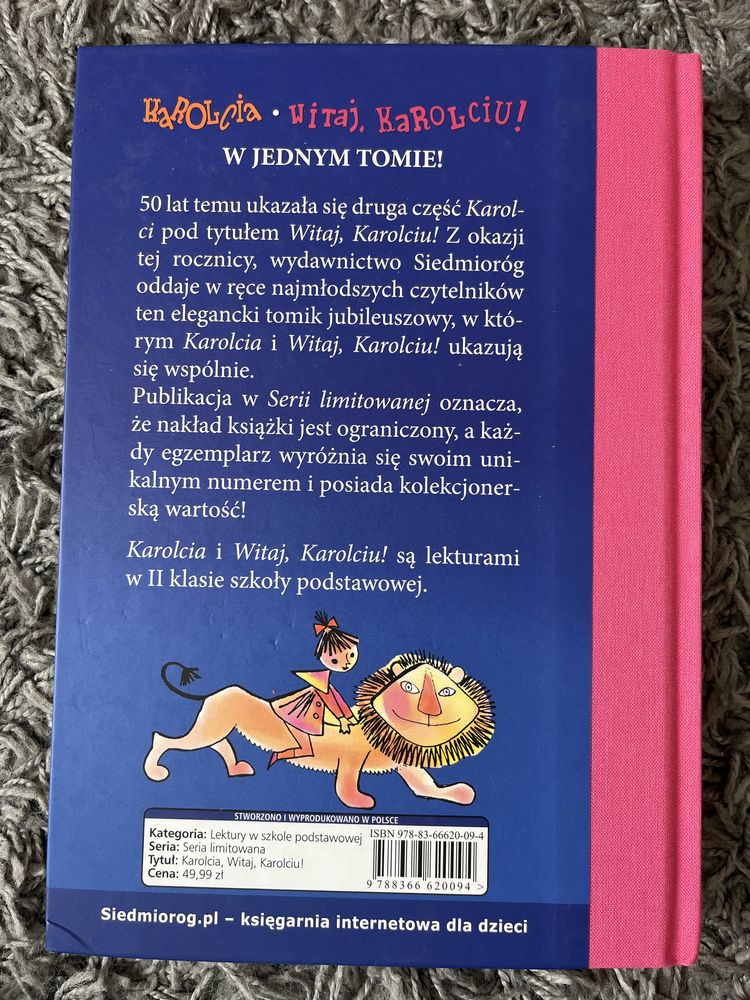 KAROLCIA • WITAJ, KAROLCIU!
W JEDNYM TOMIE!
50 lat temu ukazała się druga część Karol-
ci pod tytułem Witaj, Karolciu! Z okazji
tej rocznicy, wydawnictwo Siedmioróg
oddaje w ręce najmłodszych czytelników
ten elegancki tomik jubileuszowy, w któ-
rym Karolcia i Witaj, Karolciu! ukazują
się wspólnie.
Publikacja w Serii limitowanej oznacza,
że nakład książki jest ograniczony, a każ-
dy egzemplarz wyróżnia się swoim uni-
kalnym numerem i posiada kolekcjoner-
ską wartość!
Karolcia i Witaj, Karolciu! są lekturami
w II klasie szkoły podstawowej.
STWORZONO I WYPRODUKOWANO W POLSCE
Kategoria: Lektury w szkole podstawowej
Seria: Seria limitowana
Tytuł: Karolcia, Witaj, Karolciu!
Cena: 49,99 zł
ISBN 978-83-66620-09-4
9 788366 620094 >
Siedmiorog.pl – księgarnia internetowa dla dzieci